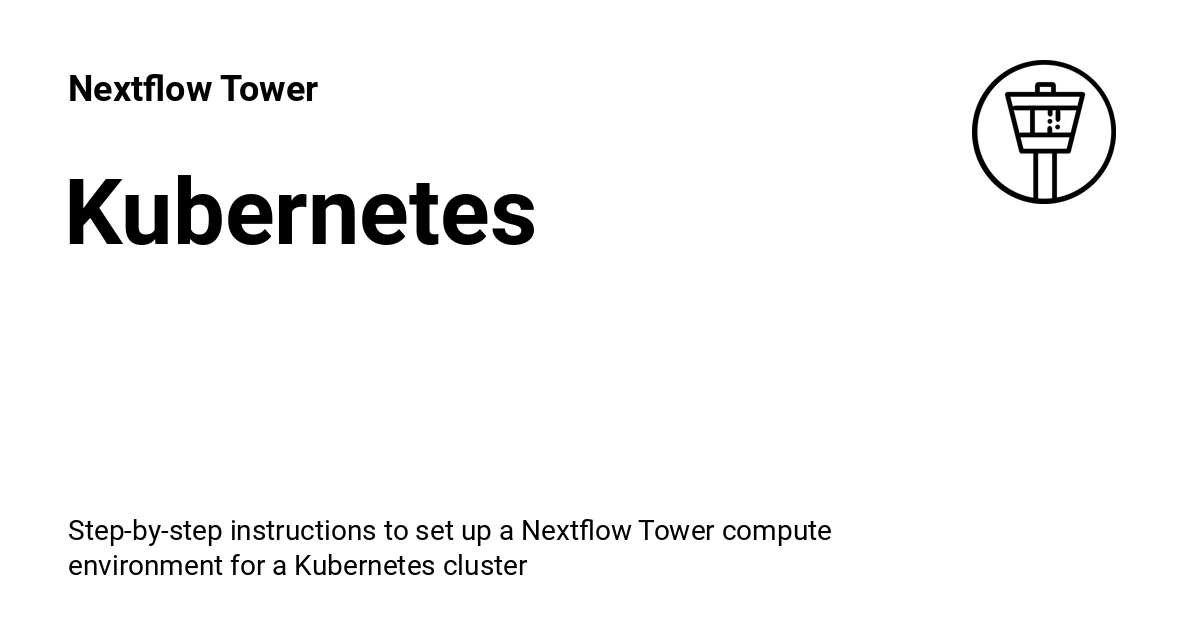 Nextflow Tower
Kubernetes
Step-by-step instructions to set up a Nextflow Tower compute
environment for a Kubernetes cluster